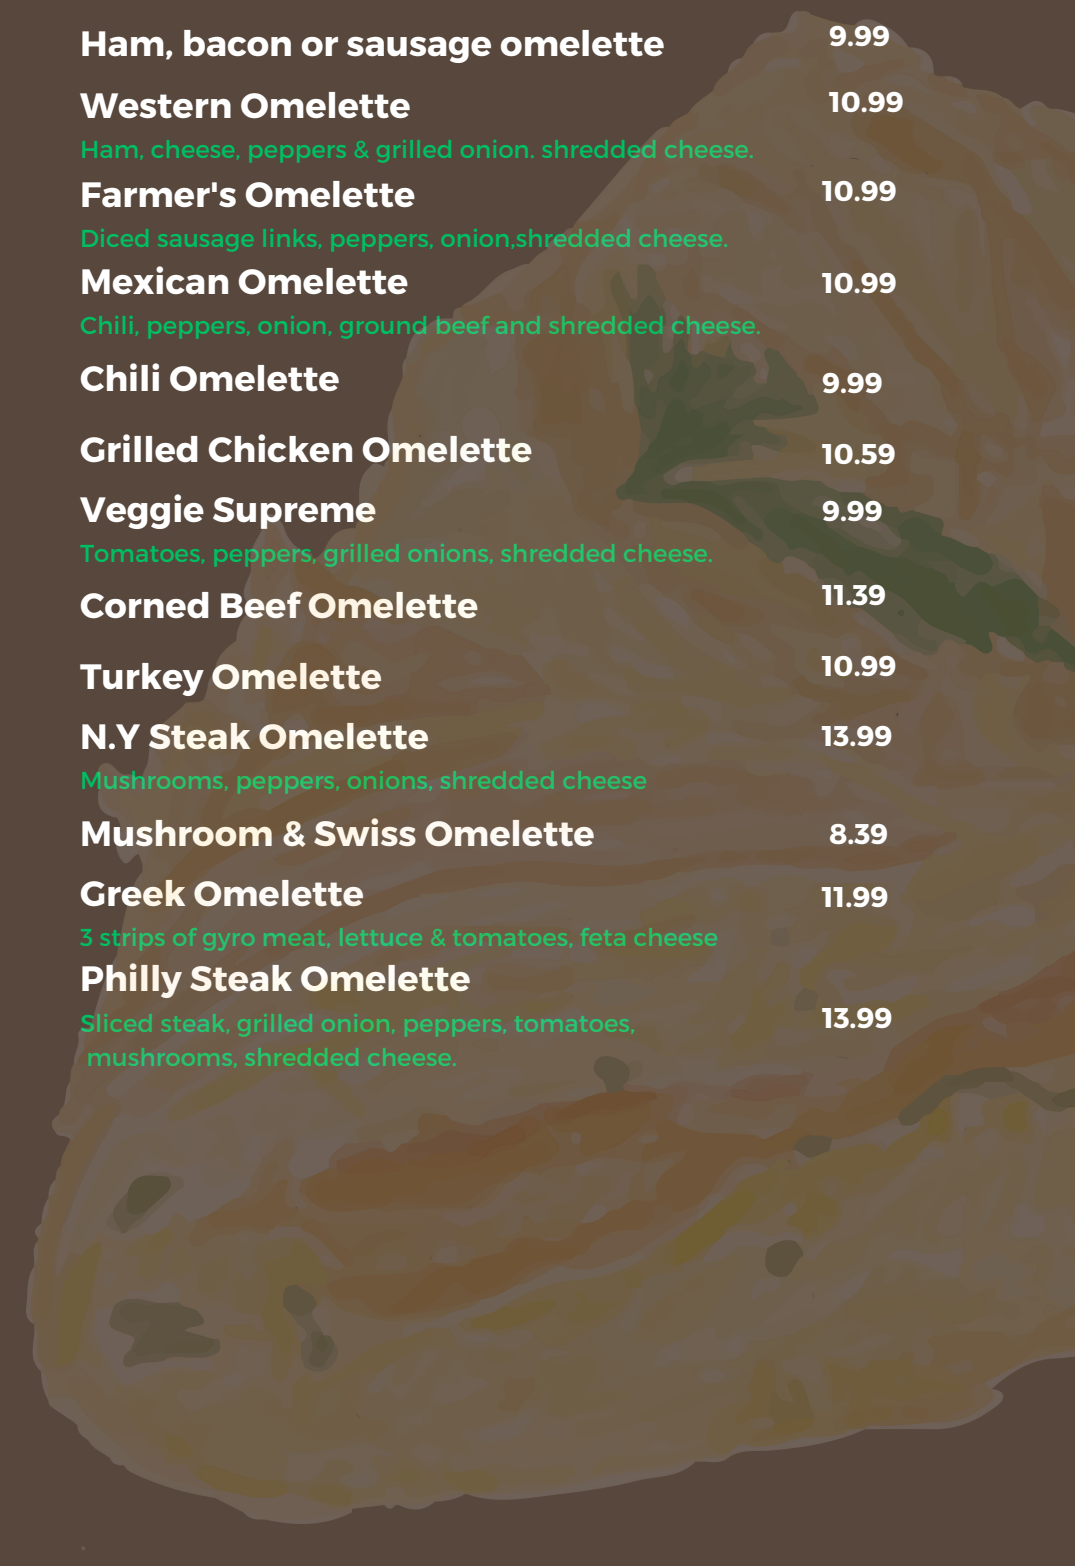 Ham, bacon or sausage omelette 9.99
Western Omelette 10.99
Ham, cheese, peppers & grilled onion. shredded cheese.
Farmer's Omelette 10.99
Diced sausage links, peppers, onion,shredded cheese.
Mexican Omelette 10.99
Chili, peppers, onion, ground beef and shredded cheese.
Chili Omelette 9.99
Grilled Chicken Omelette 10.59
Veggie Supreme 9.99
Tomatoes, peppers, grilled onions, shredded cheese.
Corned Beef Omelette 11.39
Turkey Omelette 10.99
N.Y Steak Omelette 13.99
Mushrooms, peppers, onions, shredded cheese
Mushroom & Swiss Omelette 8.39
Greek Omelette 11.99
3 strips of gyro meat, lettuce & tomatoes, feta cheese
Philly Steak Omelette
Sliced steak, grilled onion, peppers, tomatoes, 13.99
mushrooms, shredded cheese.